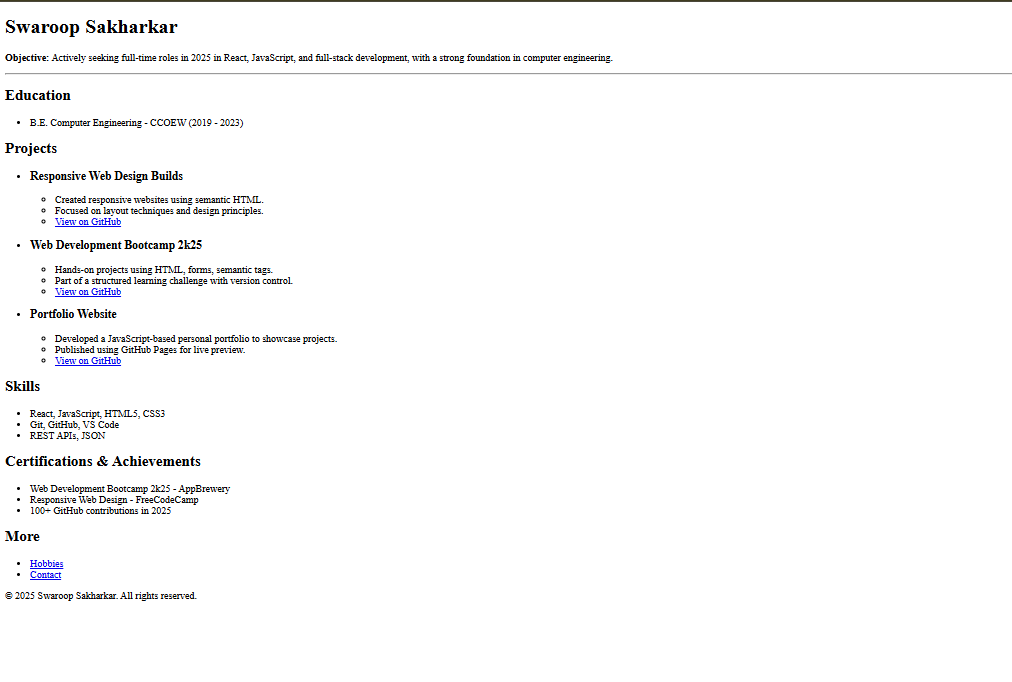 Swaroop Sakharkar
Objective: Actively seeking full-time roles in 2025 in React, JavaScript, and full-stack development, with a strong foundation in computer engineering.
Education
B.E. Computer Engineering - CCOEW (2019 - 2023)
Projects
Responsive Web Design Builds
Created responsive websites using semantic HTML.
Focused on layout techniques and design principles.
View on GitHub
Web Development Bootcamp 2k25
Hands-on projects using HTML, forms, semantic tags.
Part of a structured learning challenge with version control.
View on GitHub
Portfolio Website
Developed a JavaScript-based personal portfolio to showcase projects.
Published using GitHub Pages for live preview.
View on GitHub
Skills
React, JavaScript, HTML5, CSS3
Git, GitHub, VS Code
REST APIs, JSON
Certifications & Achievements
Web Development Bootcamp 2k25 - AppBrewery
Responsive Web Design - FreeCodeCamp
100+ GitHub contributions in 2025
More
Hobbies
Contact
© 2025 Swaroop Sakharkar. All rights reserved.